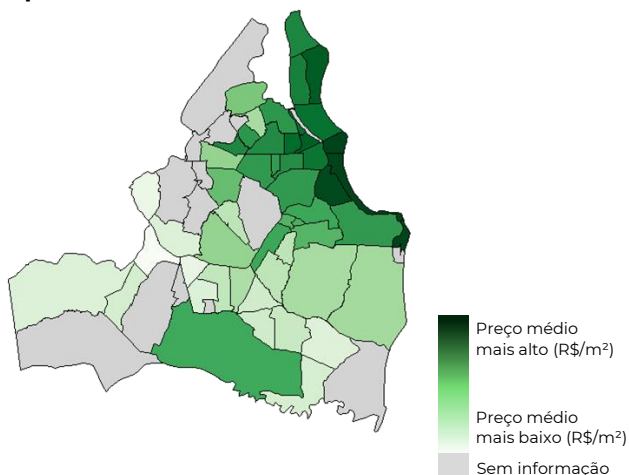 Preço médio
mais alto (R$/m²)
Preço médio
mais baixo (R$/m²)
Sem informação